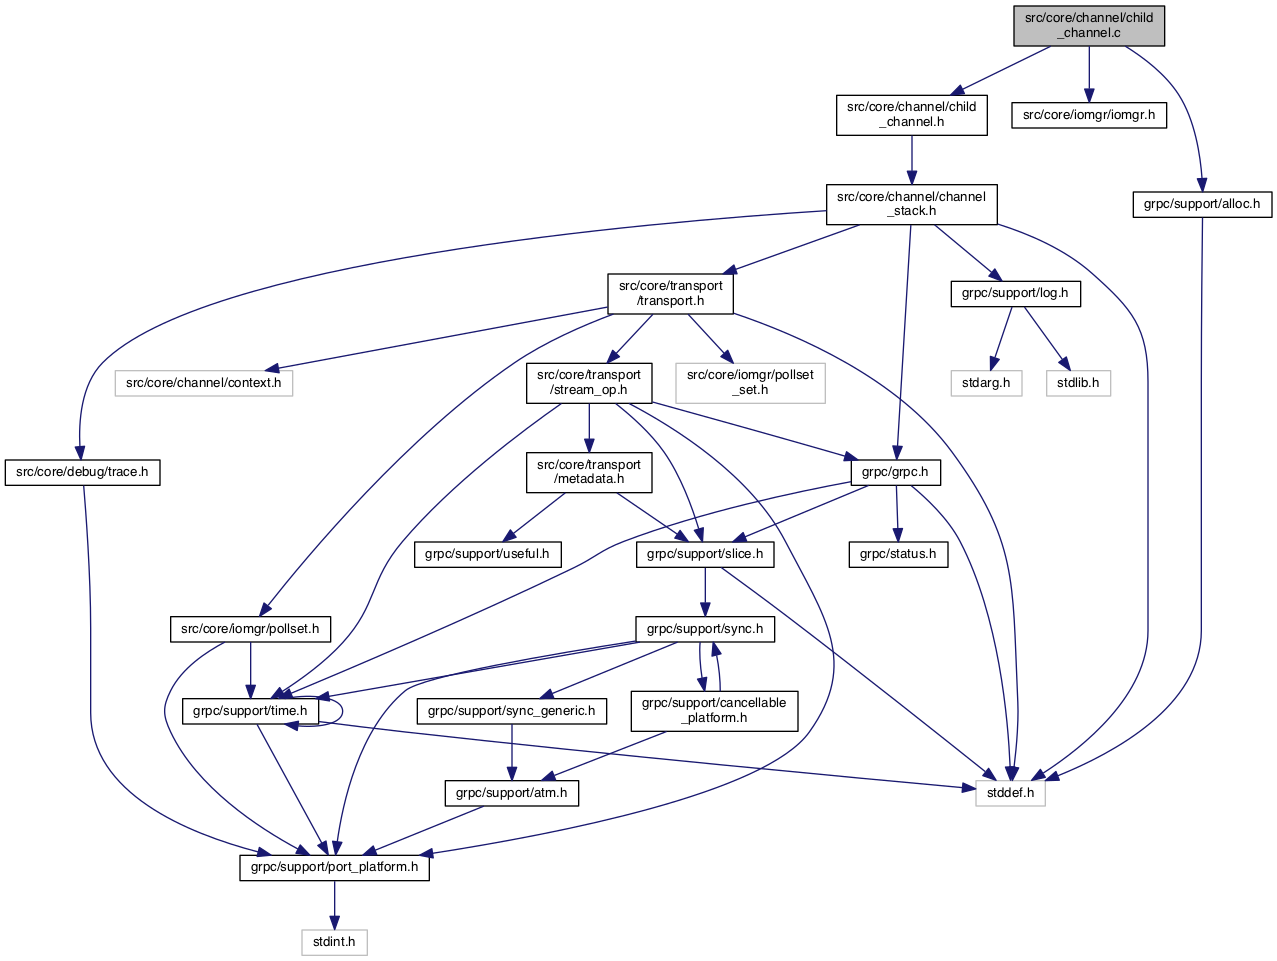 src/core/channel/child
_channel.c
src/core/channel/child
_channel.h
src/core/iomgr/iomgr.h
src/core/channel/channel
_stack.h
grpc/support/alloc.h
src/core/transport
/transport.h
grpc/support/log.h
src/core/channel/context.h
src/core/transport
/stream_op.h
src/core/iomgr/pollset
_set.h
stdarg.h
stdlib.h
src/core/debug/trace.h
src/core/transport
/metadata.h
grpc/grpc.h
grpc/support/useful.h
grpc/support/slice.h
grpc/status.h
src/core/iomgr/pollset.h
grpc/support/sync.h
grpc/support/time.h
grpc/support/sync_generic.h
grpc/support/cancellable
_platform.h
grpc/support/atm.h
stddef.h
grpc/support/port_platform.h
stdint.h